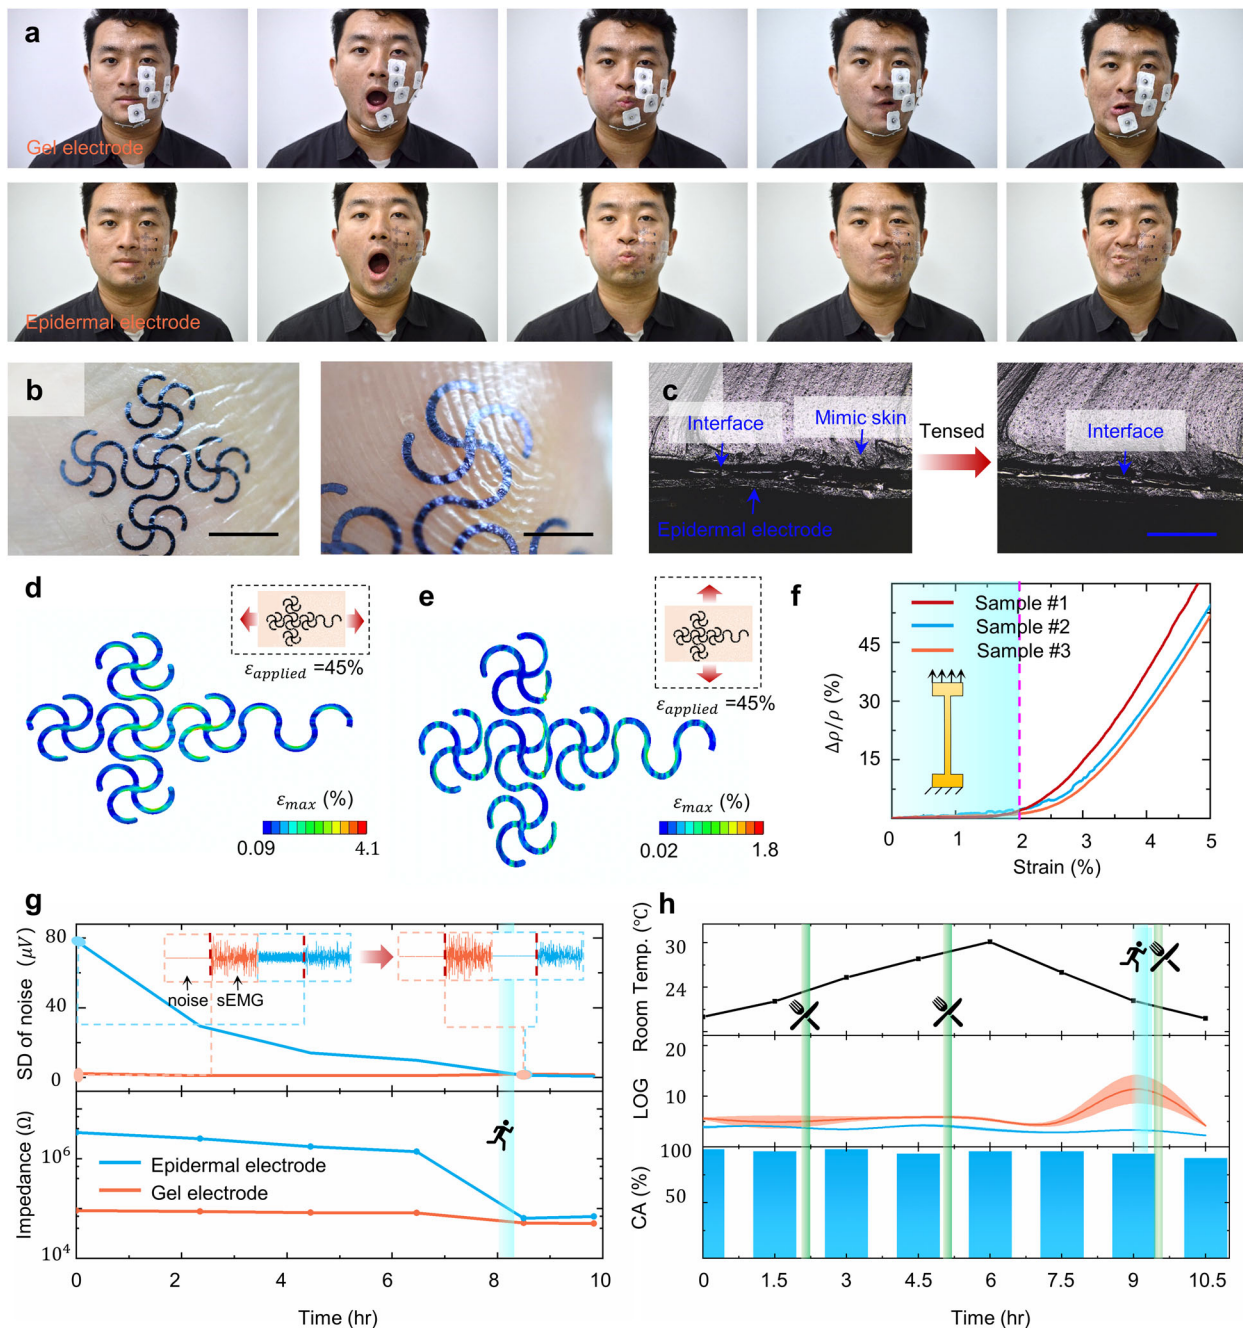 a
Gel electrode
Epidermal electrode
b
c
Interface
Mimic skin
Epidermal electrode
Tensed
Interface
d
ε_applied =45%
ε_max (%)
0.09 4.1
e
ε_applied =45%
ε_max (%)
0.02 1.8
f
Sample #1
Sample #2
Sample #3
Δρ/ρ (%)
45
30
15
0 1 2 3 4 5
Strain (%)
g
SD of noise (μV)
80
40
0
noise sEMG
Impedance (Ω)
10^6
10^4
Epidermal electrode
Gel electrode
0 2 4 6 8 10
Time (hr)
h
Room Temp. (℃)
30
24
LOG
20
10
CA (%)
100
50
0 1.5 3 4.5 6 7.5 9 10.5
Time (hr)